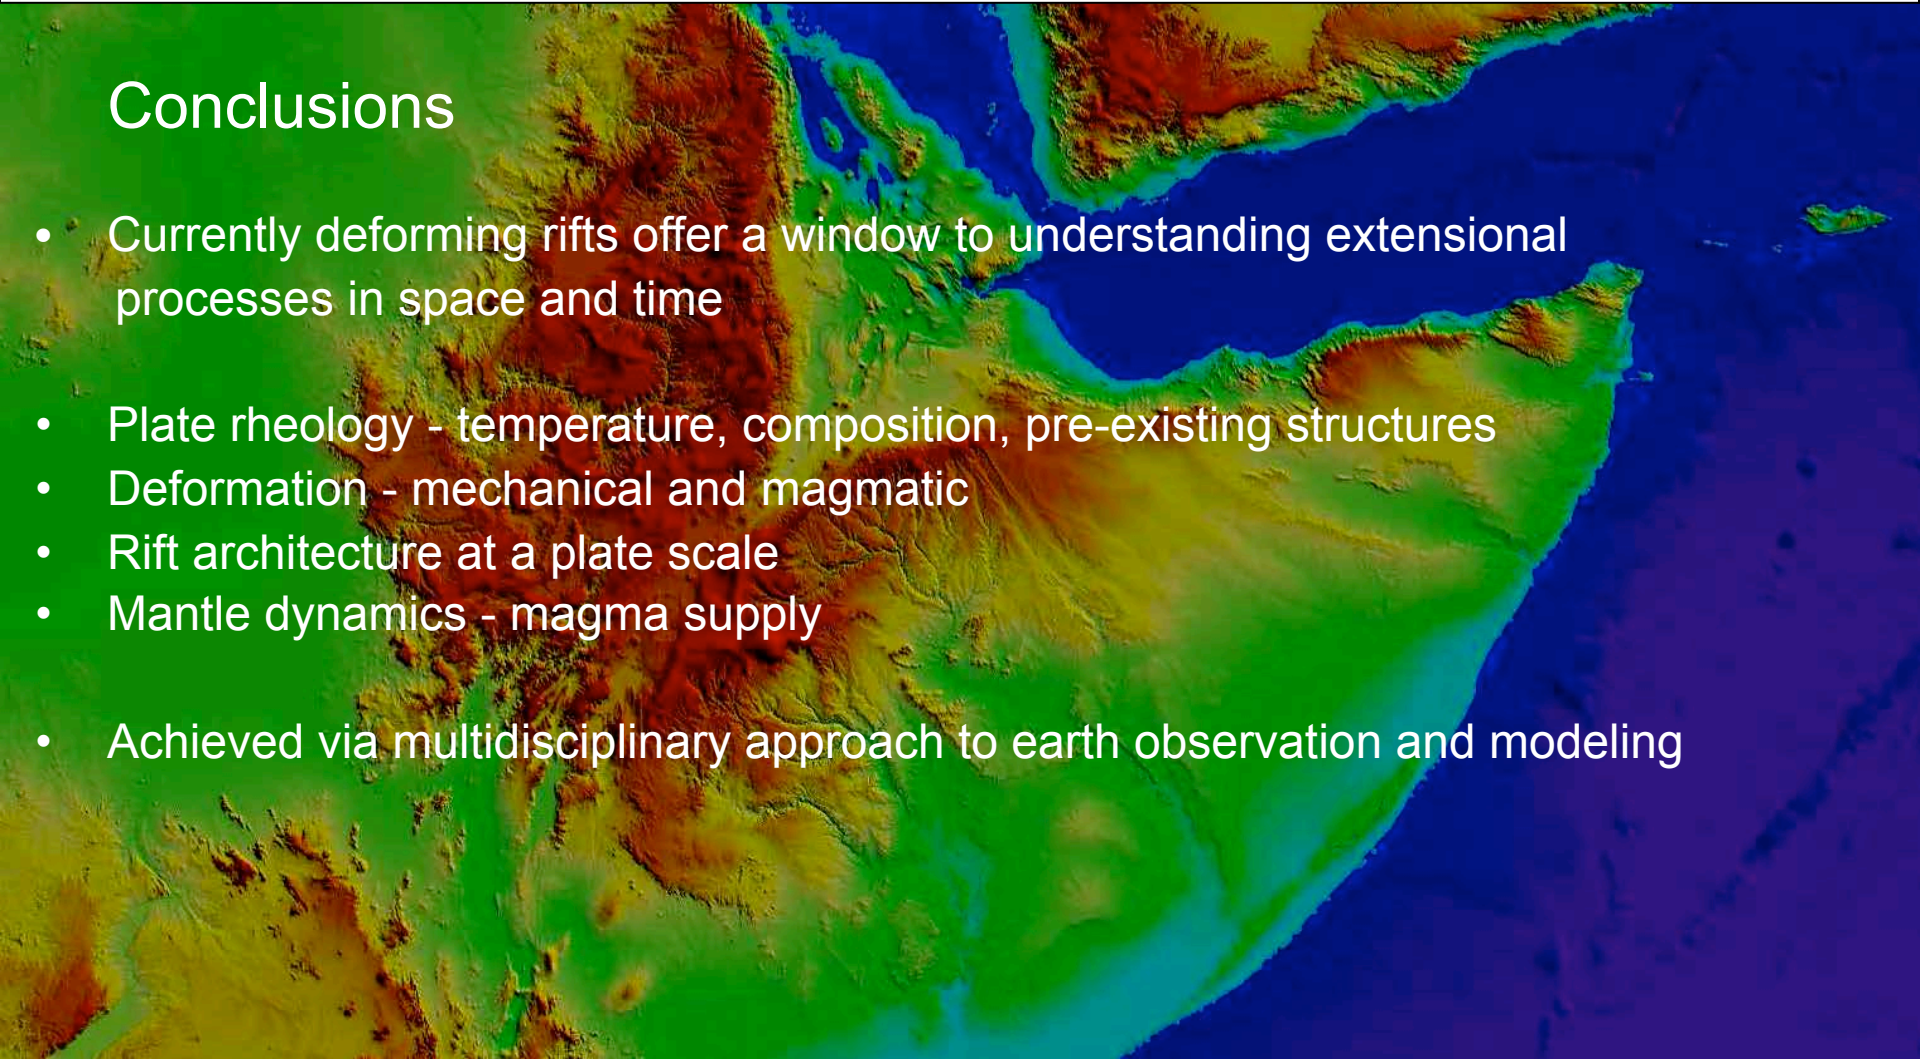 Conclusions
• Currently deforming rifts offer a window to understanding extensional
processes in space and time
• Plate rheology - temperature, composition, pre-existing structures
• Deformation - mechanical and magmatic
• Rift architecture at a plate scale
• Mantle dynamics - magma supply
• Achieved via multidisciplinary approach to earth observation and modeling